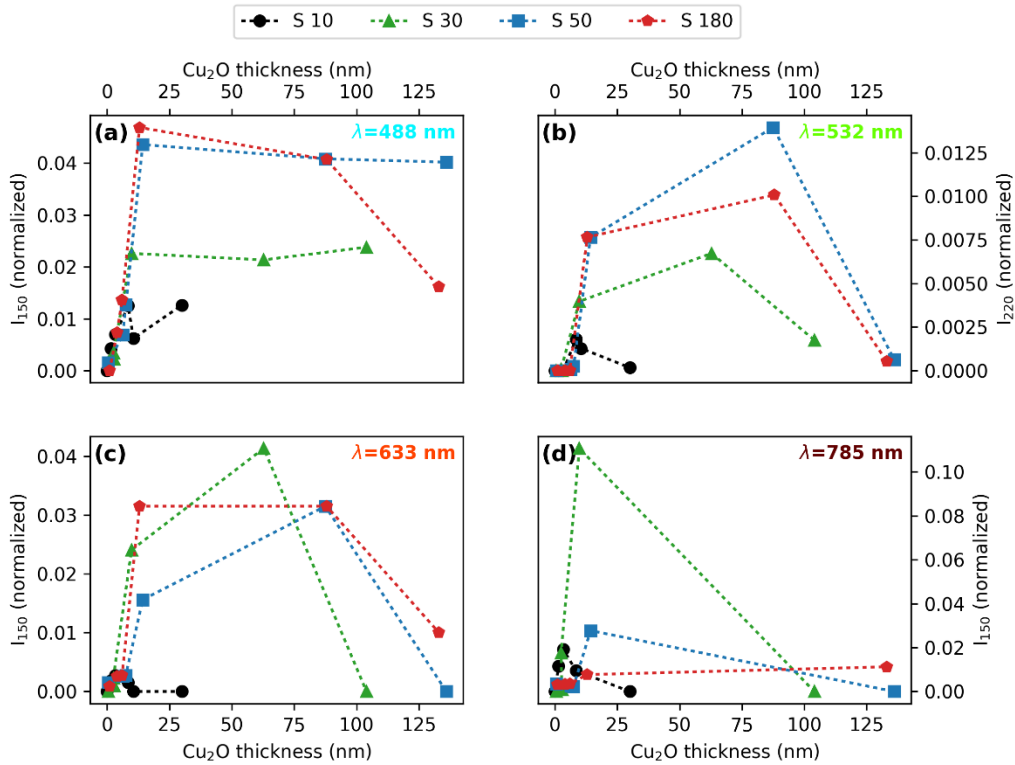 S 10 S 30 S 50 S 180
Cu₂O thickness (nm) Cu₂O thickness (nm)
0 25 50 75 100 125 0 25 50 75 100 125
(a) λ=488 nm
I₁₅₀ (normalized)
0.04
0.03
0.02
0.01
0.00
(b) λ=532 nm
0.0125
0.0100
0.0075
0.0050
0.0025
0.0000
I₂₂₀ (normalized)
(c) λ=633 nm
I₁₅₀ (normalized)
0.04
0.03
0.02
0.01
0.00
(d) λ=785 nm
0.10
0.08
0.06
0.04
0.02
0.00
I₁₅₀ (normalized)
0 25 50 75 100 125 0 25 50 75 100 125
Cu₂O thickness (nm) Cu₂O thickness (nm)